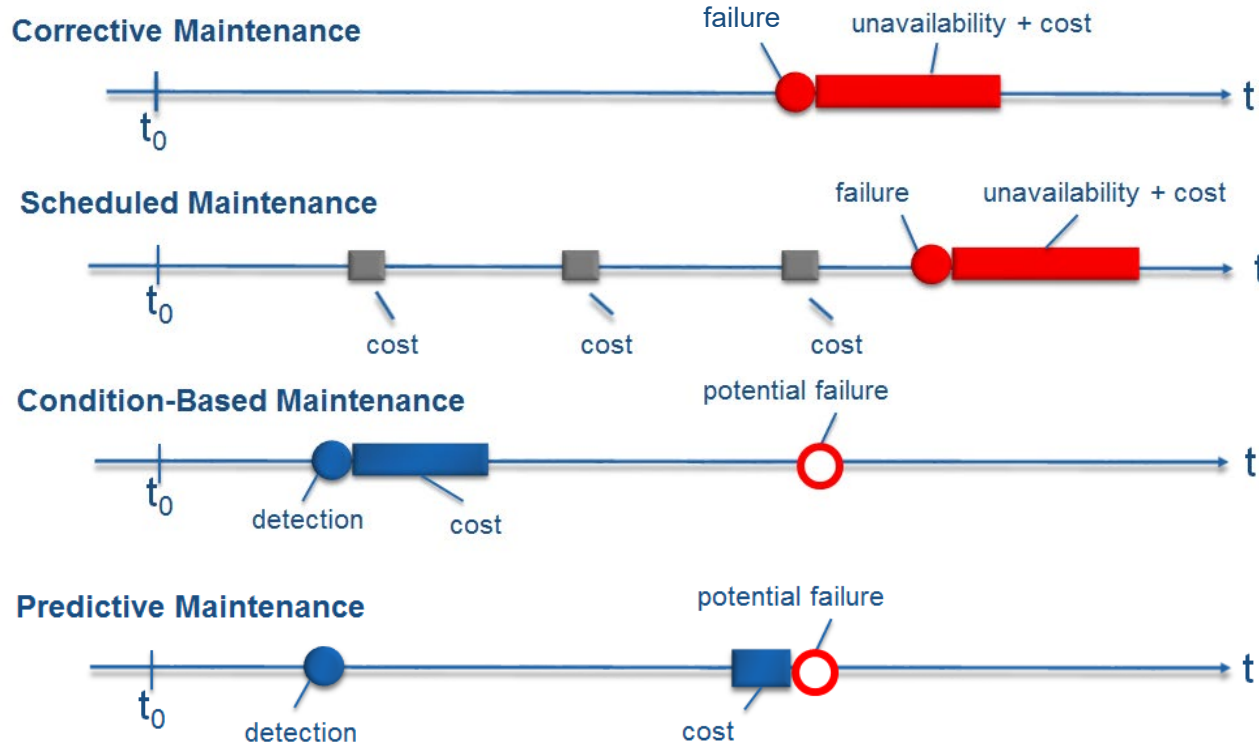 Corrective Maintenance
failure
unavailability + cost
t
t0
Scheduled Maintenance
failure
unavailability + cost
t
t0
cost
cost
cost
Condition-Based Maintenance
potential failure
t
t0
detection
cost
Predictive Maintenance
potential failure
t
t0
detection
cost